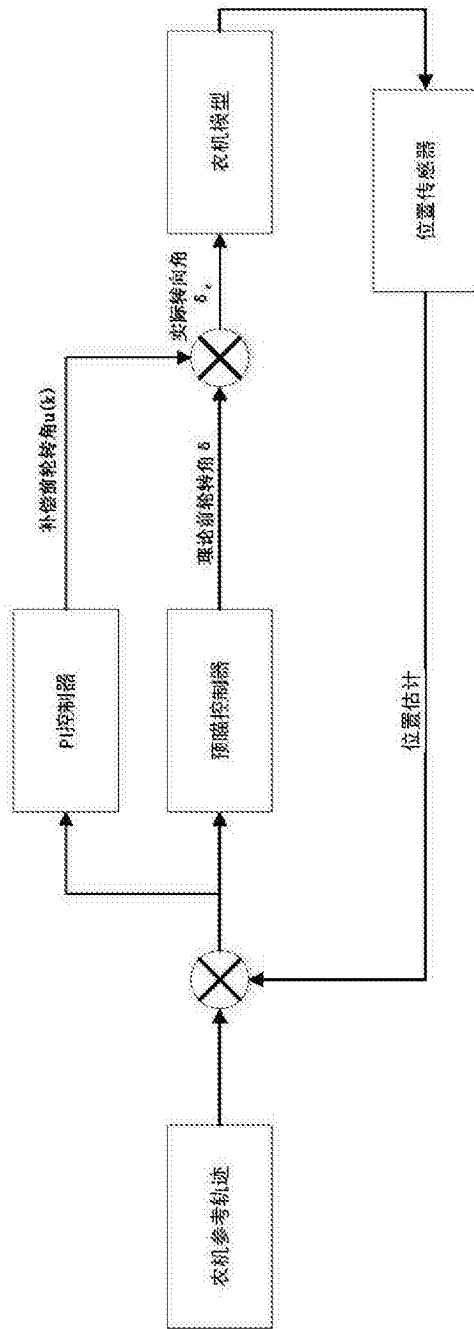 农机参考轨迹
PI控制器
预瞄控制器
补偿前轮转角u(k)
理论前轮转角 δ
实际转向角
δe
农机模型
位置传感器
位置估计